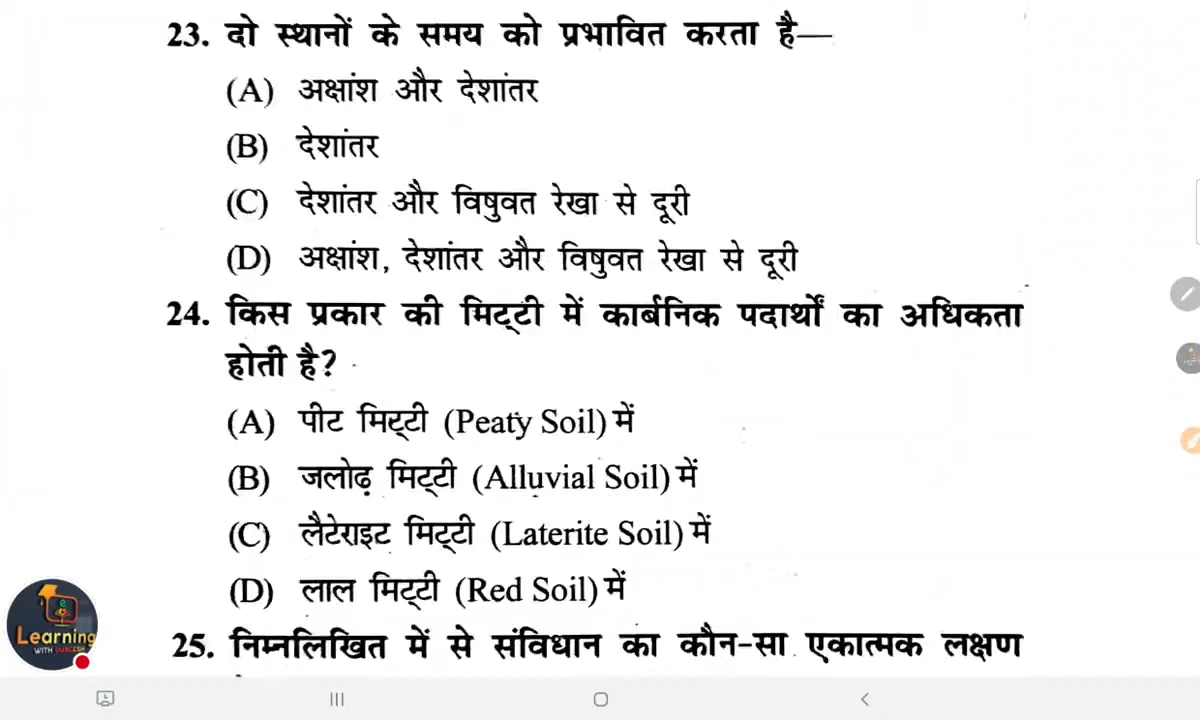 23. दो स्थानों के समय को प्रभावित करता है—
(A) अक्षांश और देशांतर
(B) देशांतर
(C) देशांतर और विषुवत रेखा से दूरी
(D) अक्षांश, देशांतर और विषुवत रेखा से दूरी
24. किस प्रकार की मिट्टी में कार्बनिक पदार्थों का अधिकता
होती है?
(A) पीट मिट्टी (Peaty Soil) में
(B) जलोढ़ मिट्टी (Alluvial Soil) में
(C) लैटेराइट मिट्टी (Laterite Soil) में
(D) लाल मिट्टी (Red Soil) में
25. निम्नलिखित में से संविधान का कौन-सा एकात्मक लक्षण
Learning
WITH DURGESH